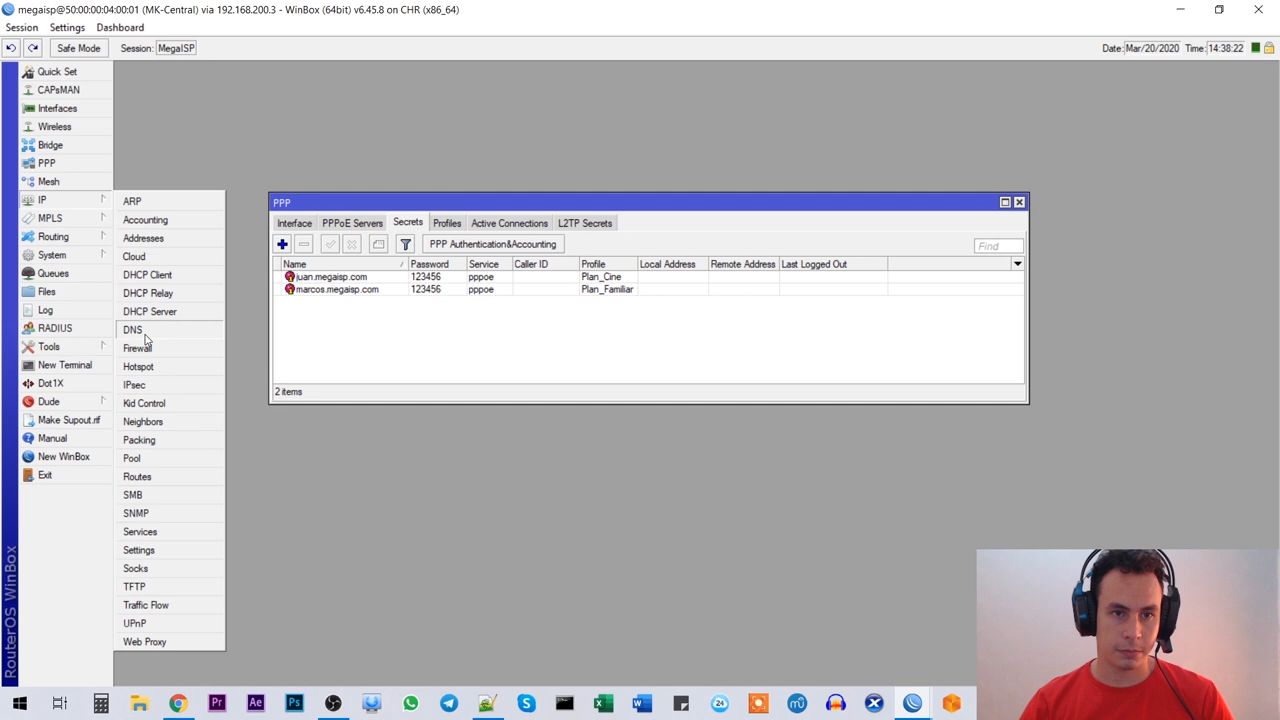 megaisp@50:00:00:04:00:01 (MK-Central) via 192.168.200.3 - WinBox (64bit) v6.45.8 on CHR (x86_64)
Session Settings Dashboard
Safe Mode Session: MegaISP Date: Mar/20/2020 Time: 14:38:22
Quick Set
CAPsMAN
Interfaces
Wireless
Bridge
PPP
Mesh
IP
MPLS
Routing
System
Queues
Files
Log
RADIUS
Tools
New Terminal
Dot1X
Dude
Make Supout.rif
Manual
New WinBox
Exit
RouterOS WinBox
ARP
Accounting
Addresses
Cloud
DHCP Client
DHCP Relay
DHCP Server
DNS
Firewall
Hotspot
IPsec
Kid Control
Neighbors
Packing
Pool
Routes
SMB
SNMP
Services
Settings
Socks
TFTP
Traffic Flow
UPnP
Web Proxy
PPP
Interface PPPoE Servers Secrets Profiles Active Connections L2TP Secrets
PPP Authentication&Accounting Find
Name Password Service Caller ID Profile Local Address Remote Address Last Logged Out
juan.megaisp.com 123456 pppoe Plan_Cine
marcos.megaisp.com 123456 pppoe Plan_Familiar
2 items
Pr Ae Ps 24